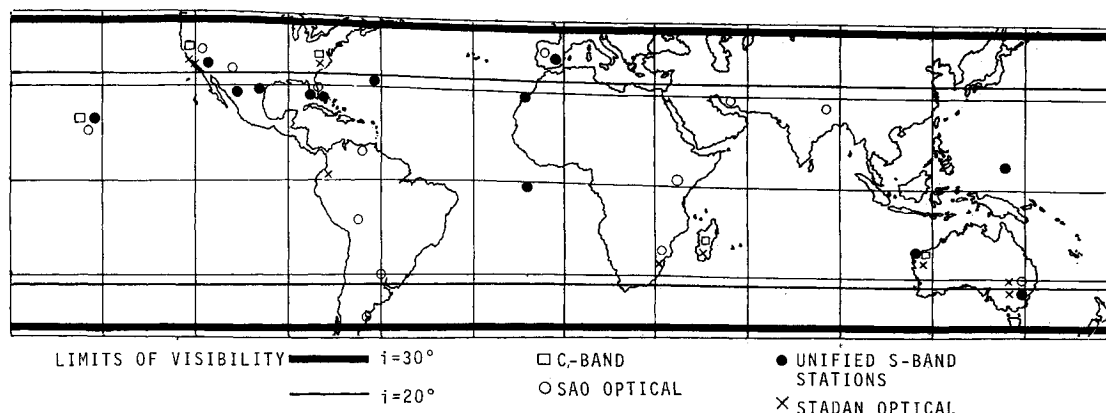 LIMITS OF VISIBILITY i=30°
i=20°
C-BAND
SAO OPTICAL
UNIFIED S-BAND
STATIONS
STADAN OPTICAL